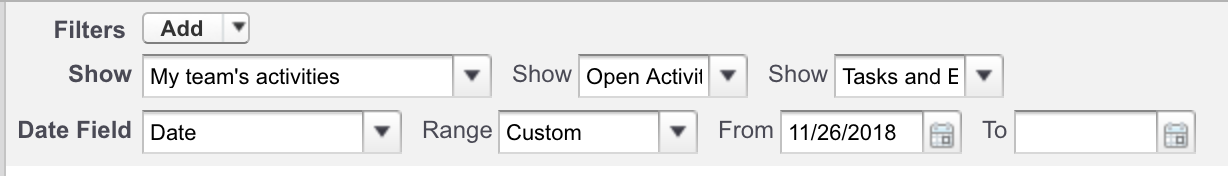 Filters Add
Show My team's activities Show Open Activit Show Tasks and E
Date Field Date Range Custom From 11/26/2018 To